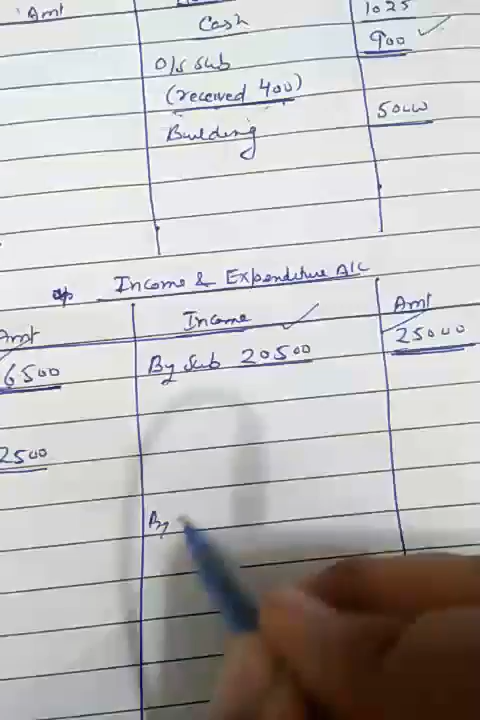 Amt
Cash
1025
O/s Sub
900
(received 400)
Building
5000
Income & Expenditure A/C
Amt
Income
Amt
6500
By Sub 20500
25000
2500
By